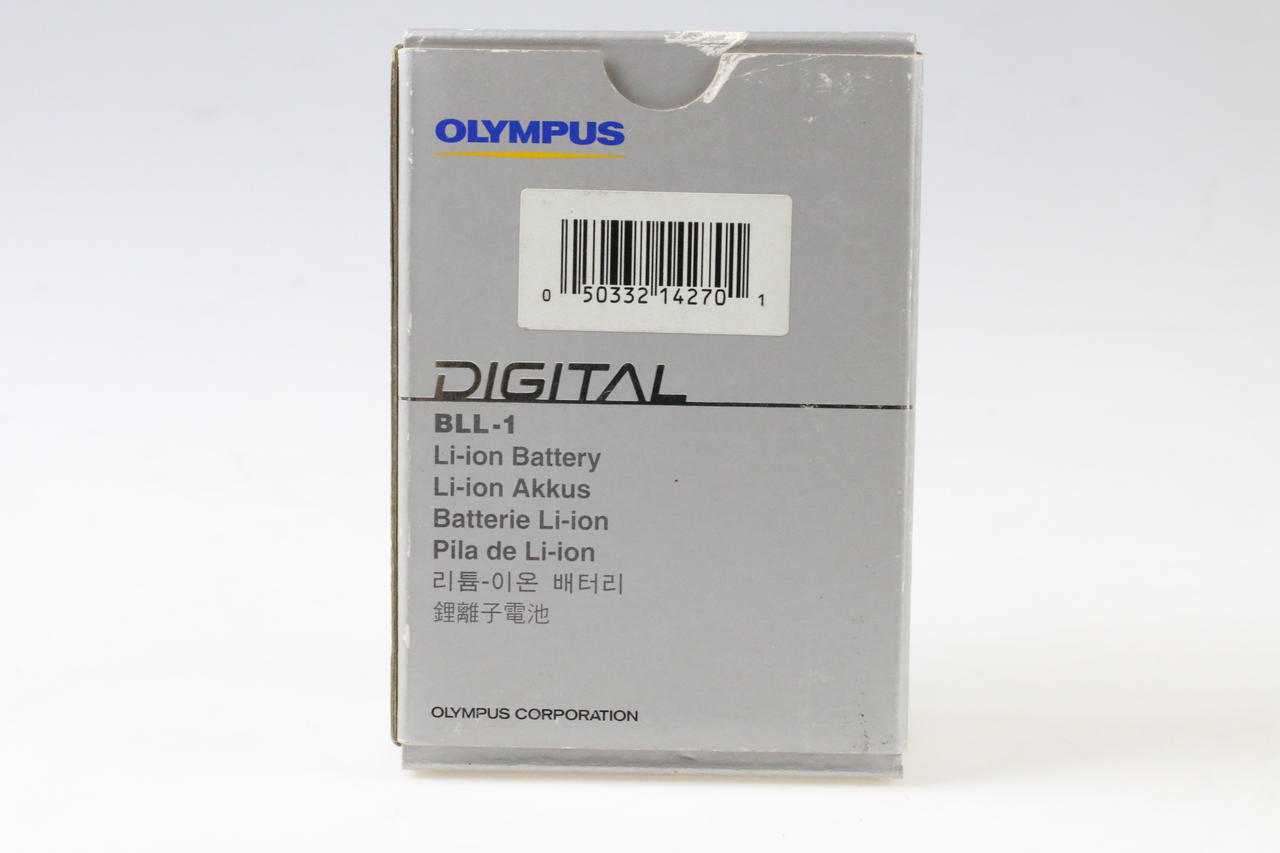 OLYMPUS
0 50332 14270 1
DIGITAL
BLL-1
Li-ion Battery
Li-ion Akkus
Batterie Li-ion
Pila de Li-ion
리튬-이온 배터리
鋰離子電池
OLYMPUS CORPORATION